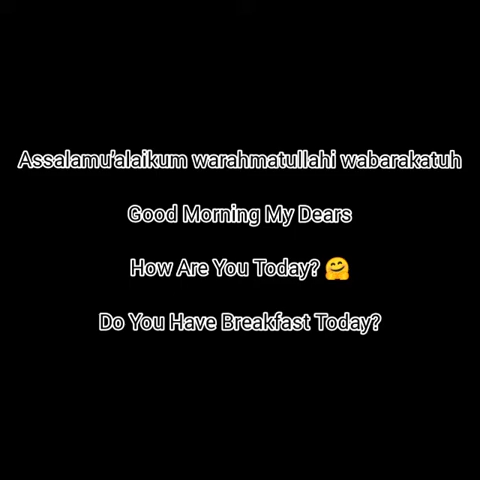 Assalamu'alaikum warahmatullahi wabarakatuh
Good Morning My Dears
How Are You Today? 🤗
Do You Have Breakfast Today?